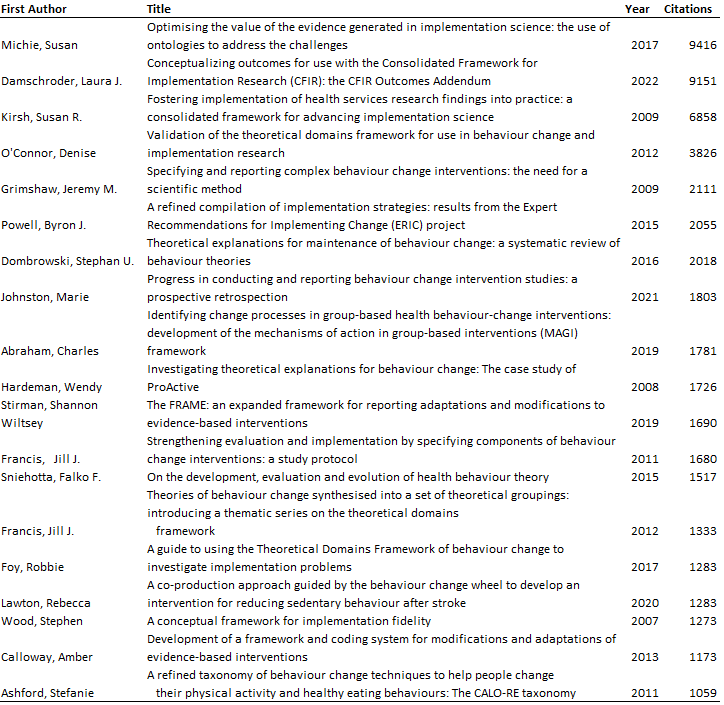 First Author Title Year Citations
Optimising the value of the evidence generated in implementation science: the use of
Michie, Susan ontologies to address the challenges 2017 9416
Conceptualizing outcomes for use with the Consolidated Framework for
Damschroder, Laura J. Implementation Research (CFIR): the CFIR Outcomes Addendum 2022 9151
Fostering implementation of health services research findings into practice: a
Kirsh, Susan R. consolidated framework for advancing implementation science 2009 6858
Validation of the theoretical domains framework for use in behaviour change and
O'Connor, Denise implementation research 2012 3826
Specifying and reporting complex behaviour change interventions: the need for a
Grimshaw, Jeremy M. scientific method 2009 2111
A refined compilation of implementation strategies: results from the Expert
Powell, Byron J. Recommendations for Implementing Change (ERIC) project 2015 2055
Theoretical explanations for maintenance of behaviour change: a systematic review of
Dombrowski, Stephan U. behaviour theories 2016 2018
Progress in conducting and reporting behaviour change intervention studies: a
Johnston, Marie prospective retrospection 2021 1803
Identifying change processes in group-based health behaviour-change interventions:
development of the mechanisms of action in group-based interventions (MAGI)
Abraham, Charles framework 2019 1781
Investigating theoretical explanations for behaviour change: The case study of
Hardeman, Wendy ProActive 2008 1726
Stirman, Shannon The FRAME: an expanded framework for reporting adaptations and modifications to
Wiltsey evidence-based interventions 2019 1690
Strengthening evaluation and implementation by specifying components of behaviour
Francis, Jill J. change interventions: a study protocol 2011 1680
Sniehotta, Falko F. On the development, evaluation and evolution of health behaviour theory 2015 1517
Theories of behaviour change synthesised into a set of theoretical groupings:
introducing a thematic series on the theoretical domains
Francis, Jill J. framework 2012 1333
A guide to using the Theoretical Domains Framework of behaviour change to
Foy, Robbie investigate implementation problems 2017 1283
A co-production approach guided by the behaviour change wheel to develop an
Lawton, Rebecca intervention for reducing sedentary behaviour after stroke 2020 1283
Wood, Stephen A conceptual framework for implementation fidelity 2007 1273
Development of a framework and coding system for modifications and adaptations of
Calloway, Amber evidence-based interventions 2013 1173
A refined taxonomy of behaviour change techniques to help people change
Ashford, Stefanie their physical activity and healthy eating behaviours: The CALO-RE taxonomy 2011 1059